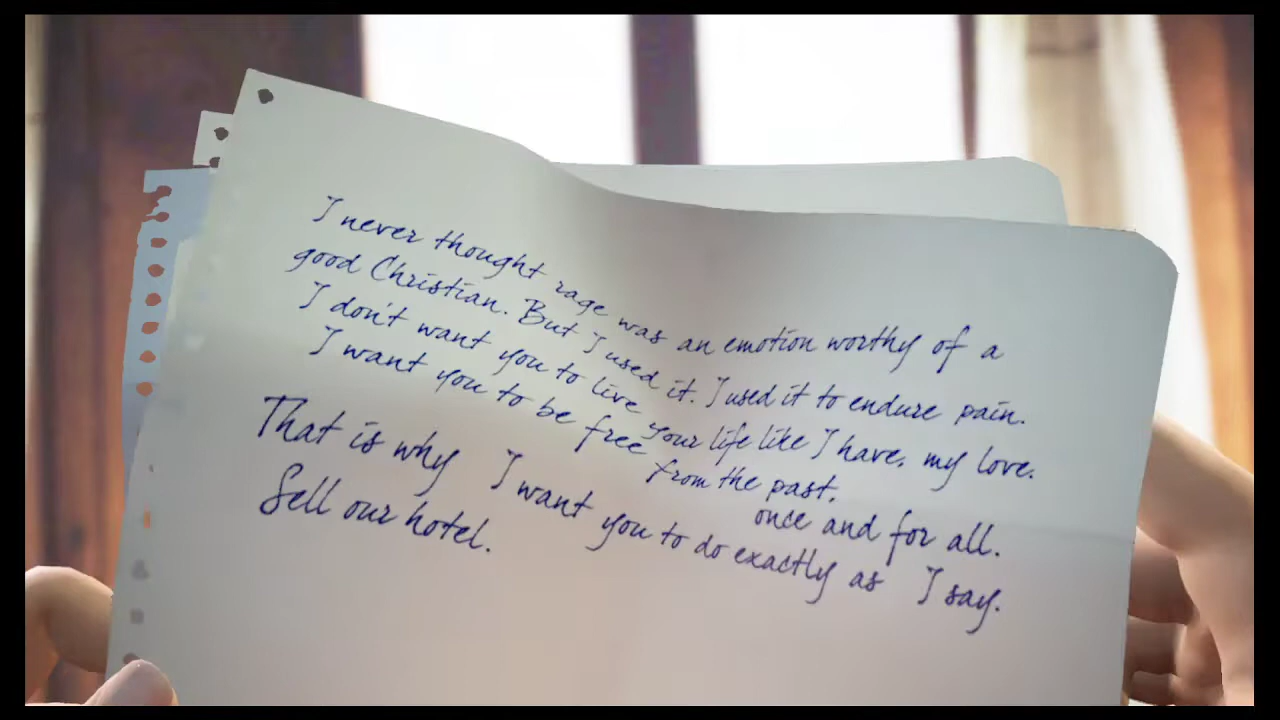 I never thought rage was an emotion worthy of a
good Christian. But I used it. I used it to endure pain.
I don't want you to live your life like I have, my love.
I want you to be free from the past, once and for all.
That is why I want you to do exactly as I say.
Sell our hotel.